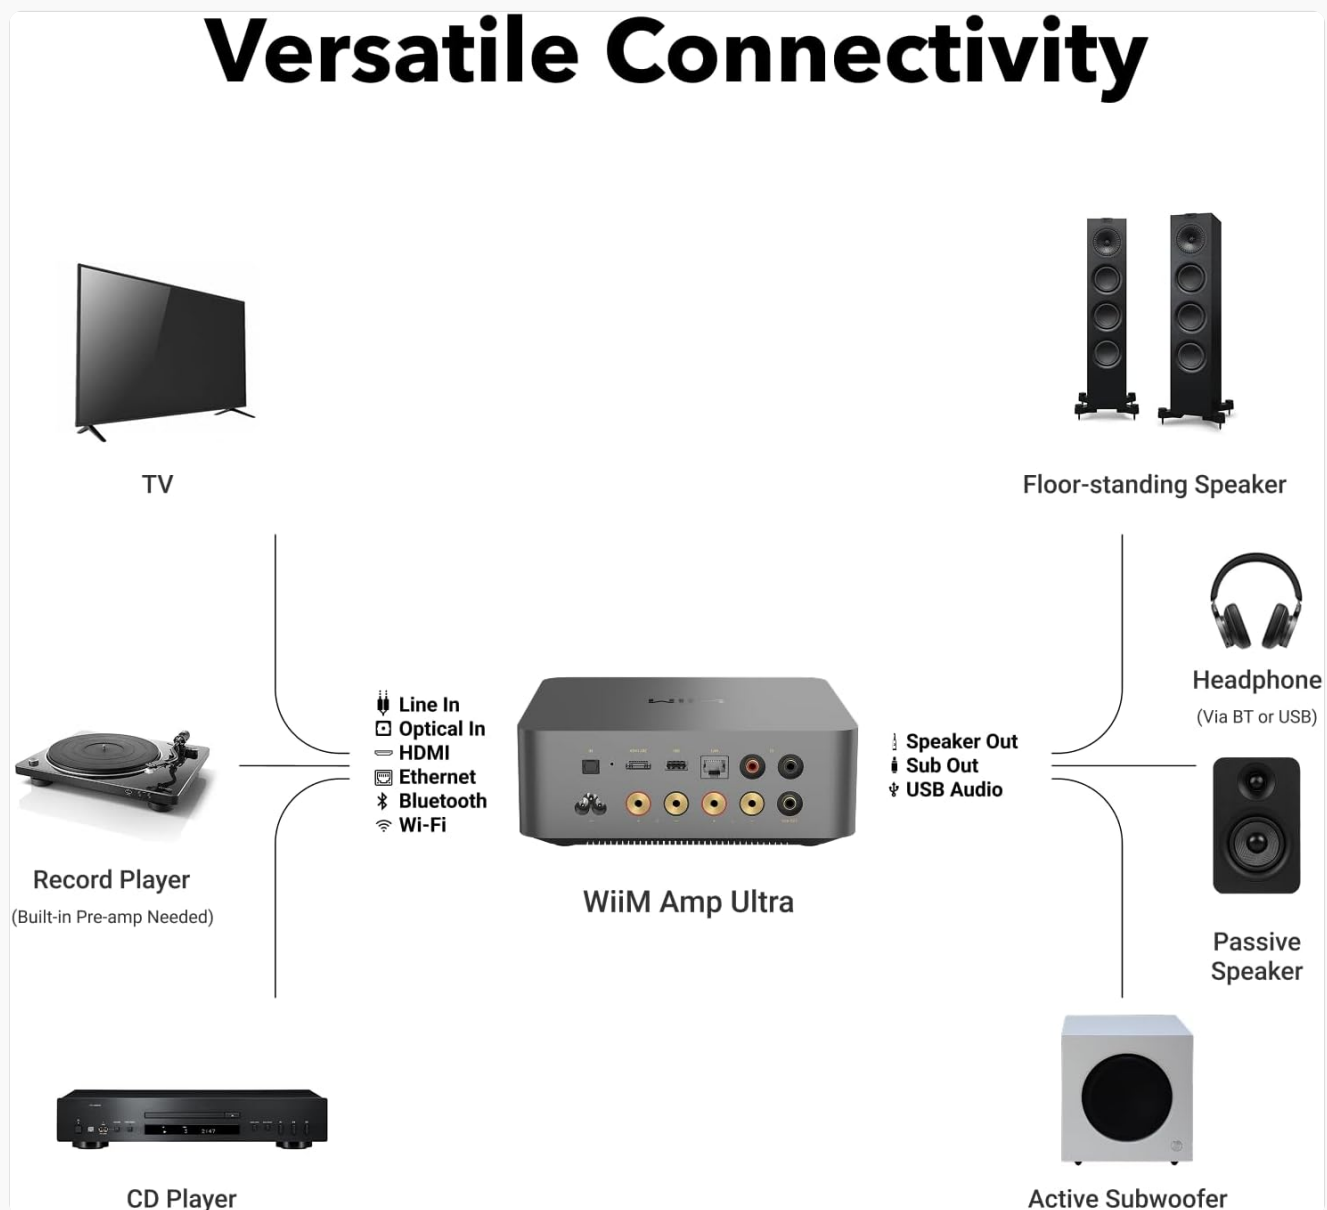 Versatile Connectivity
TV
Floor-standing Speaker
Headphone
(Via BT or USB)
Line In
Optical In
HDMI
Ethernet
Bluetooth
Wi-Fi
WiiM
Speaker Out
Sub Out
USB Audio
Record Player
(Built-in Pre-amp Needed)
WiiM Amp Ultra
Passive
Speaker
CD Player
Active Subwoofer